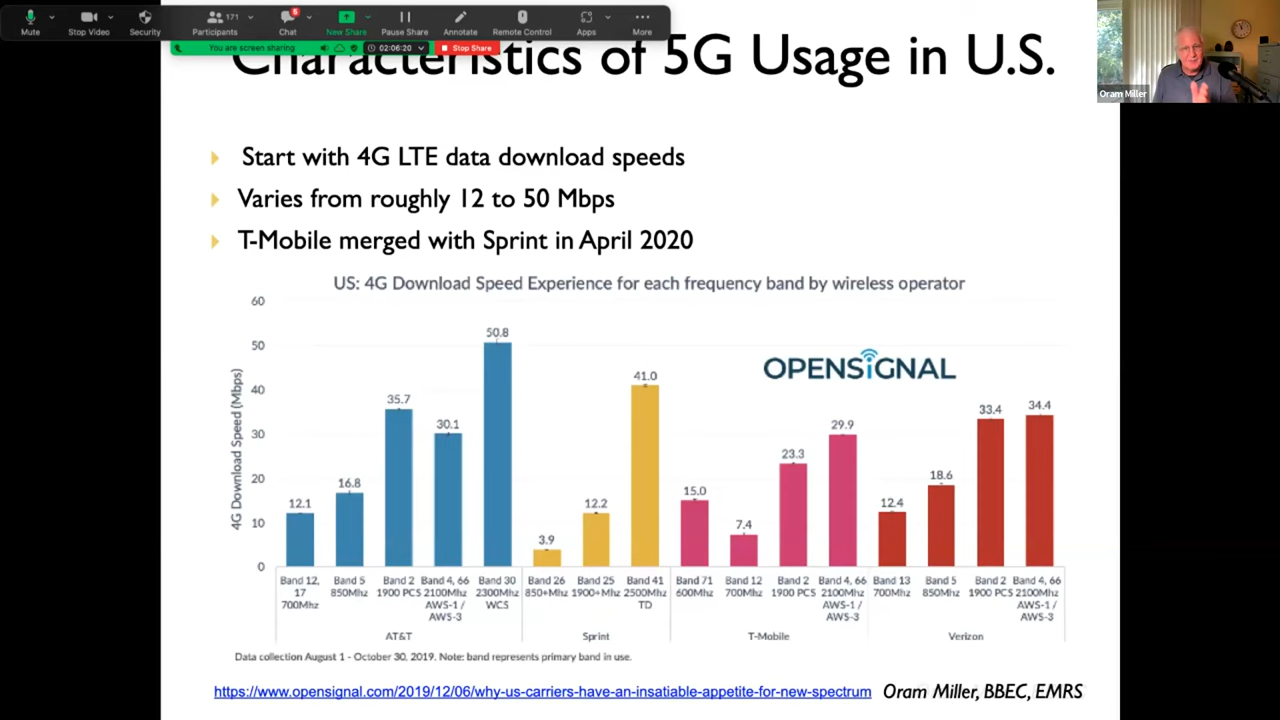 Mute
Stop Video
Security
Participants
171
Chat
5
New Share
Pause Share
Annotate
Remote Control
Apps
More
You are screen sharing
02:06:20
Stop Share
Oram Miller
Characteristics of 5G Usage in U.S.
Start with 4G LTE data download speeds
Varies from roughly 12 to 50 Mbps
T-Mobile merged with Sprint in April 2020
US: 4G Download Speed Experience for each frequency band by wireless operator
OPENSIGNAL
4G Download Speed (Mbps)
60
50
40
30
20
10
0
12.1
16.8
35.7
30.1
50.8
3.9
12.2
41.0
15.0
7.4
23.3
29.9
12.4
18.6
33.4
34.4
Band 12,
17
700Mhz
Band 5
850Mhz
Band 2
1900 PCS
Band 4, 66
2100Mhz
AWS-1 /
AWS-3
Band 30
2300Mhz
WCS
Band 26
850+Mhz
Band 25
1900+Mhz
Band 41
2500Mhz
TD
Band 71
600Mhz
Band 12
700Mhz
Band 2
1900 PCS
Band 4, 66
2100Mhz
AWS-1 /
AWS-3
Band 13
700Mhz
Band 5
850Mhz
Band 2
1900 PCS
Band 4, 66
2100Mhz
AWS-1 /
AWS-3
AT&T
Sprint
T-Mobile
Verizon
Data collection August 1 - October 30, 2019. Note: band represents primary band in use.
https://www.opensignal.com/2019/12/06/why-us-carriers-have-an-insatiable-appetite-for-new-spectrum
Oram Miller, BBEC, EMRS